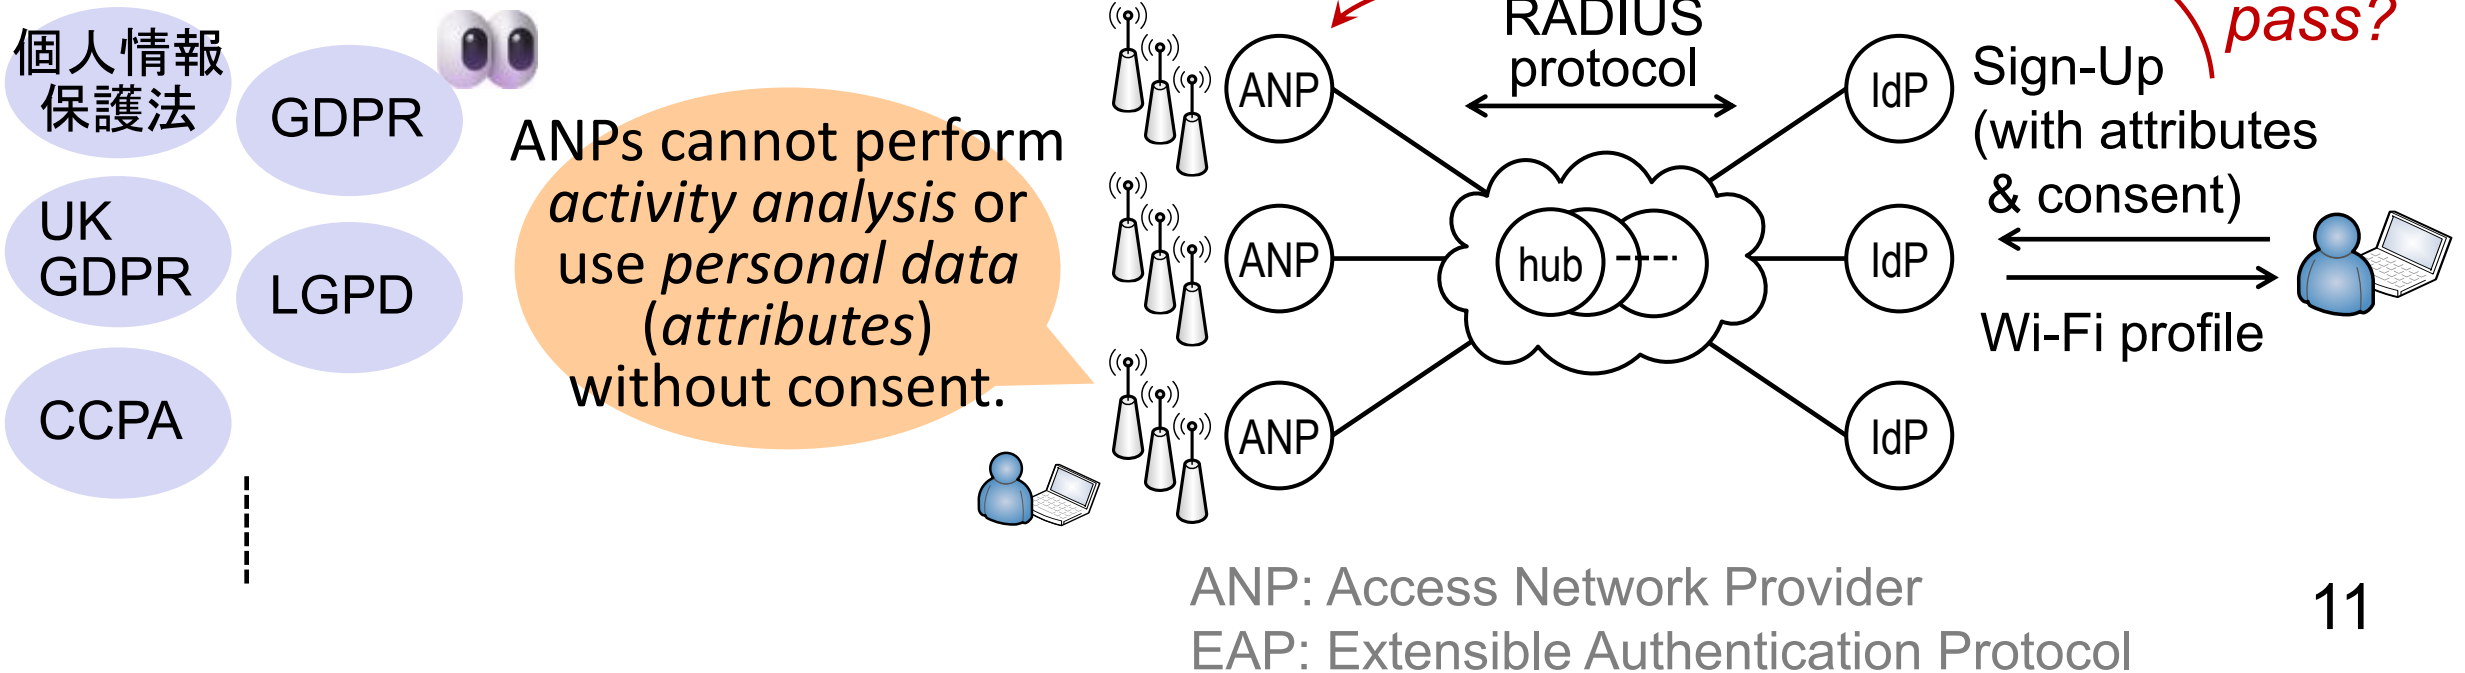 個人情報
保護法
GDPR
UK
GDPR
LGPD
CCPA
ANPs cannot perform
activity analysis or
use personal data
(attributes)
without consent.
RADIUS
protocol
pass?
ANP
ANP
ANP
hub
IdP
IdP
IdP
Sign-Up
(with attributes
& consent)
Wi-Fi profile
ANP: Access Network Provider
EAP: Extensible Authentication Protocol
11